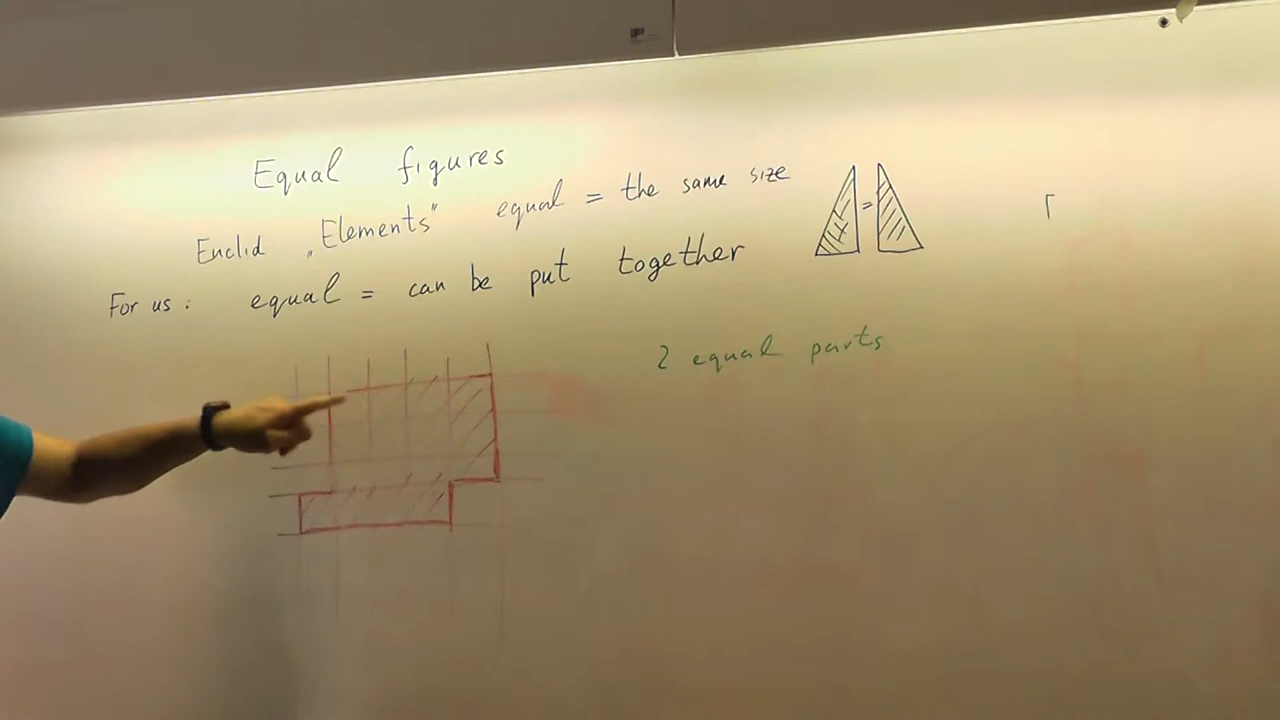 Equal figures
Euclid „Elements" equal = the same size
For us: equal = can be put together
=
2 equal parts